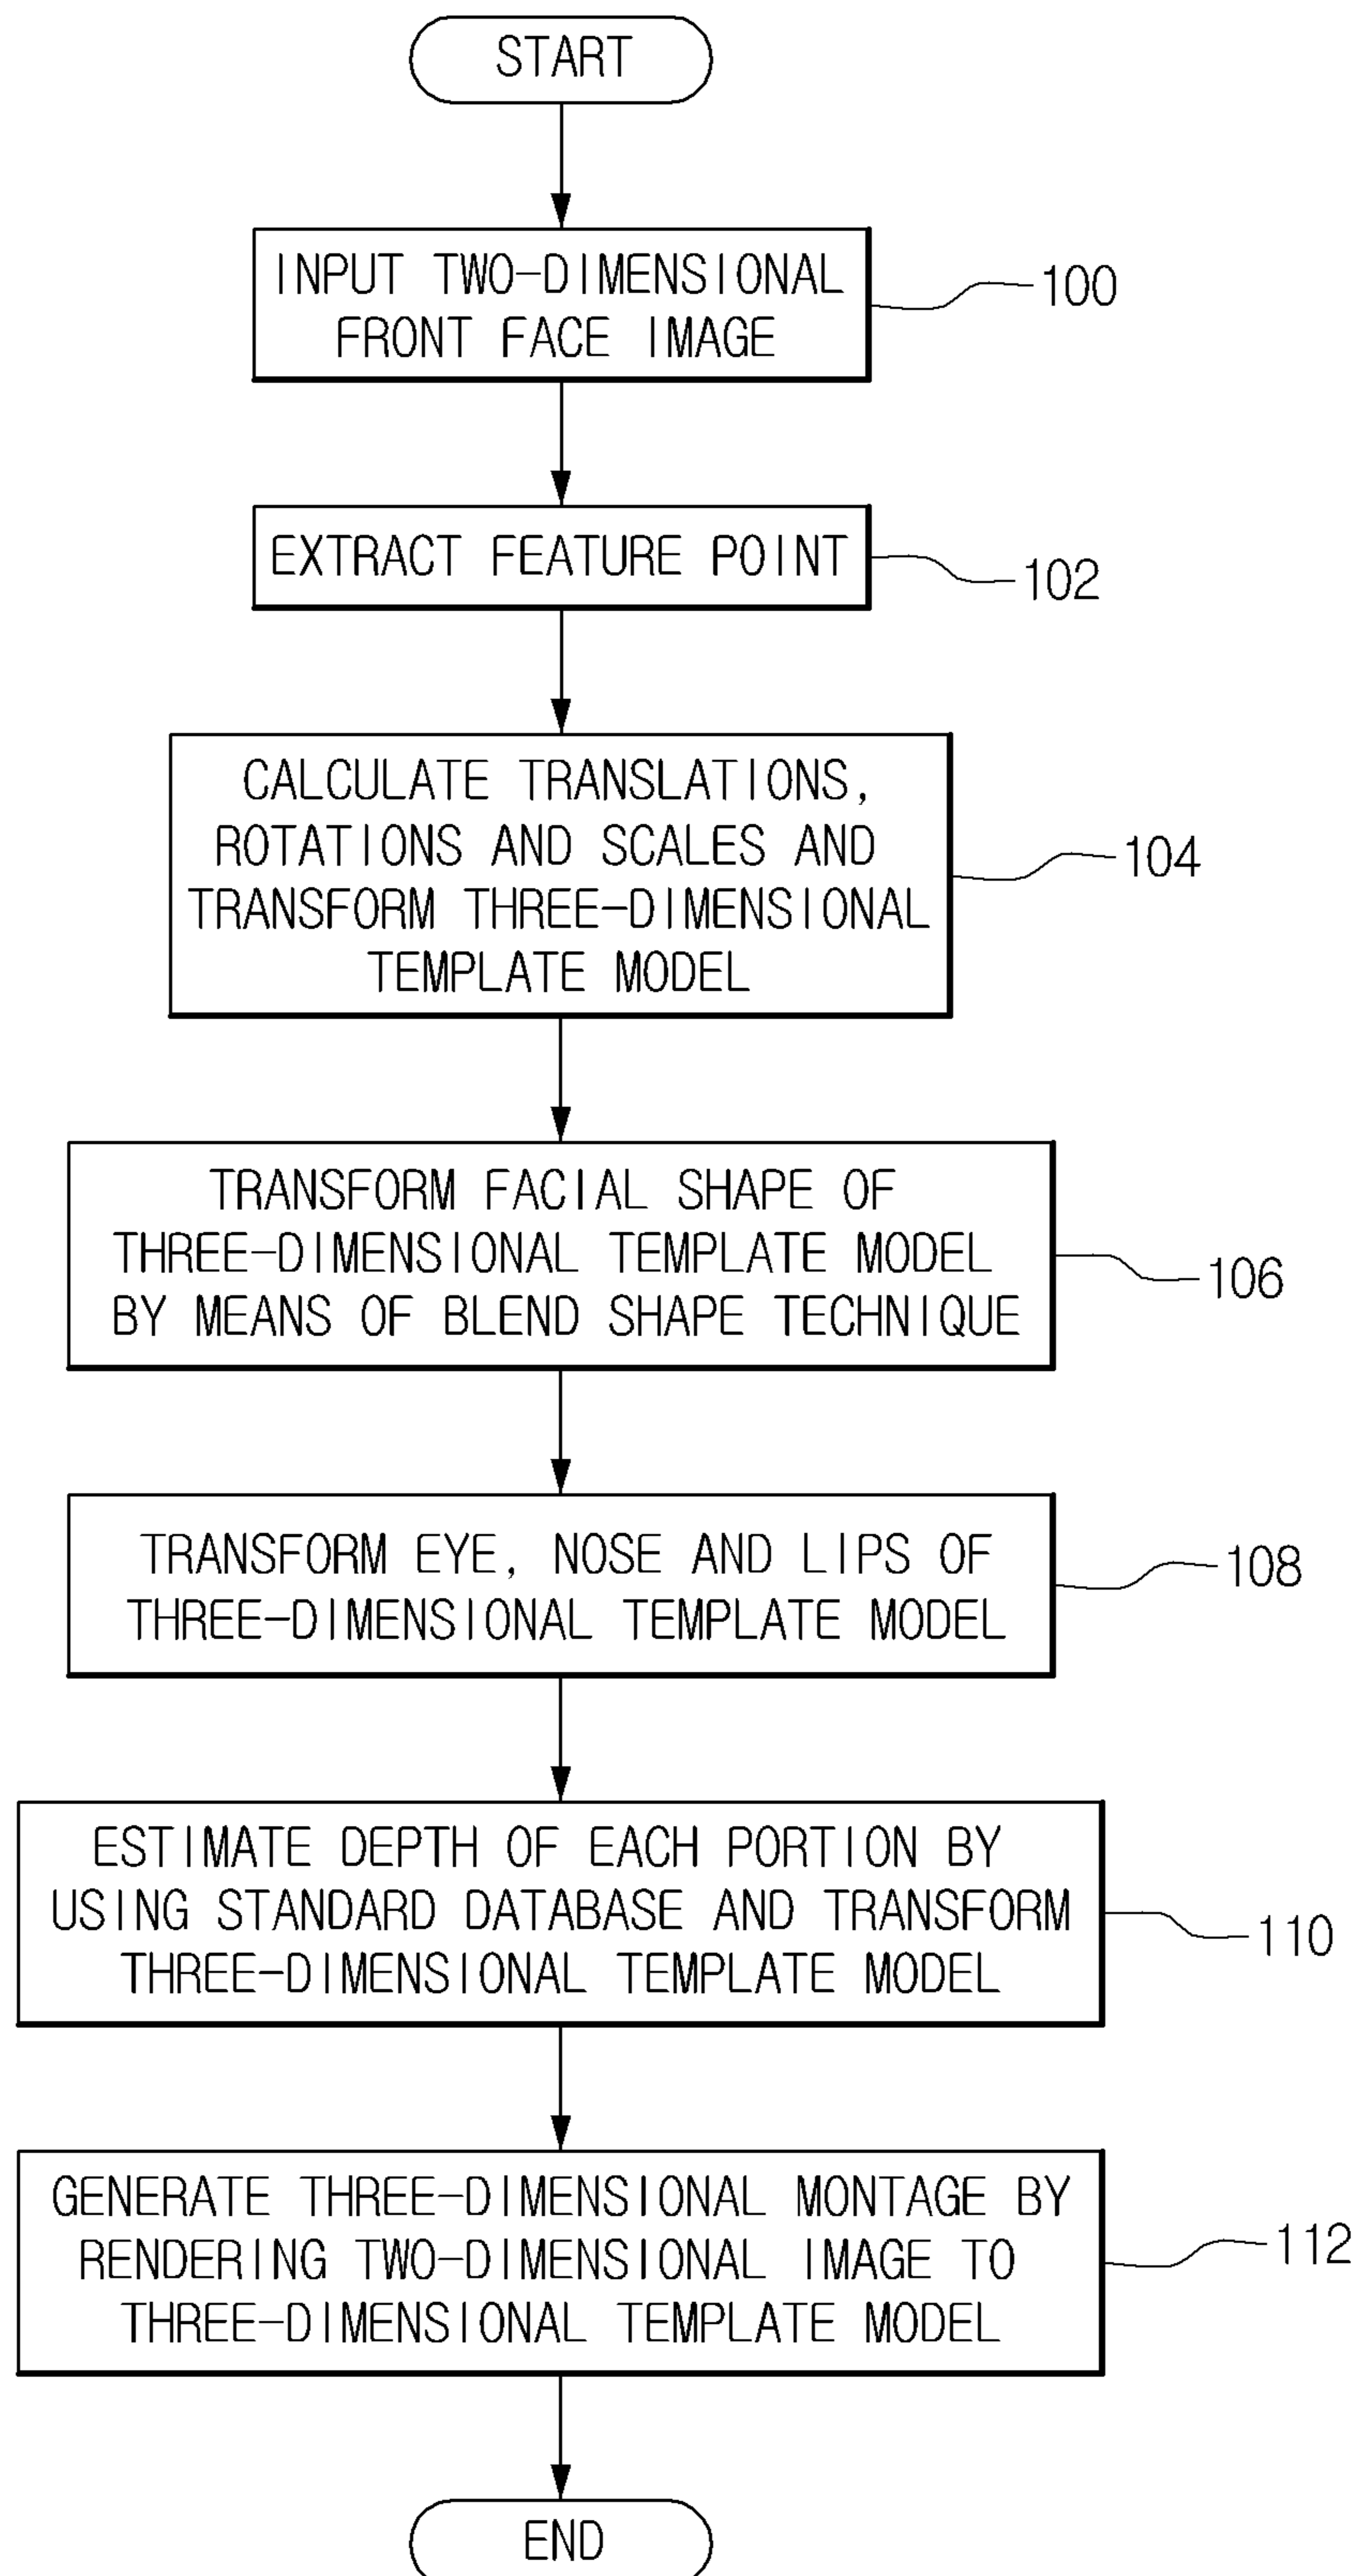 START
INPUT TWO-DIMENSIONAL
FRONT FACE IMAGE
100
EXTRACT FEATURE POINT
102
CALCULATE TRANSLATIONS,
ROTATIONS AND SCALES AND
TRANSFORM THREE-DIMENSIONAL
TEMPLATE MODEL
104
TRANSFORM FACIAL SHAPE OF
THREE-DIMENSIONAL TEMPLATE MODEL
BY MEANS OF BLEND SHAPE TECHNIQUE
106
TRANSFORM EYE, NOSE AND LIPS OF
THREE-DIMENSIONAL TEMPLATE MODEL
108
ESTIMATE DEPTH OF EACH PORTION BY
USING STANDARD DATABASE AND TRANSFORM
THREE-DIMENSIONAL TEMPLATE MODEL
110
GENERATE THREE-DIMENSIONAL MONTAGE BY
RENDERING TWO-DIMENSIONAL IMAGE TO
THREE-DIMENSIONAL TEMPLATE MODEL
112
END